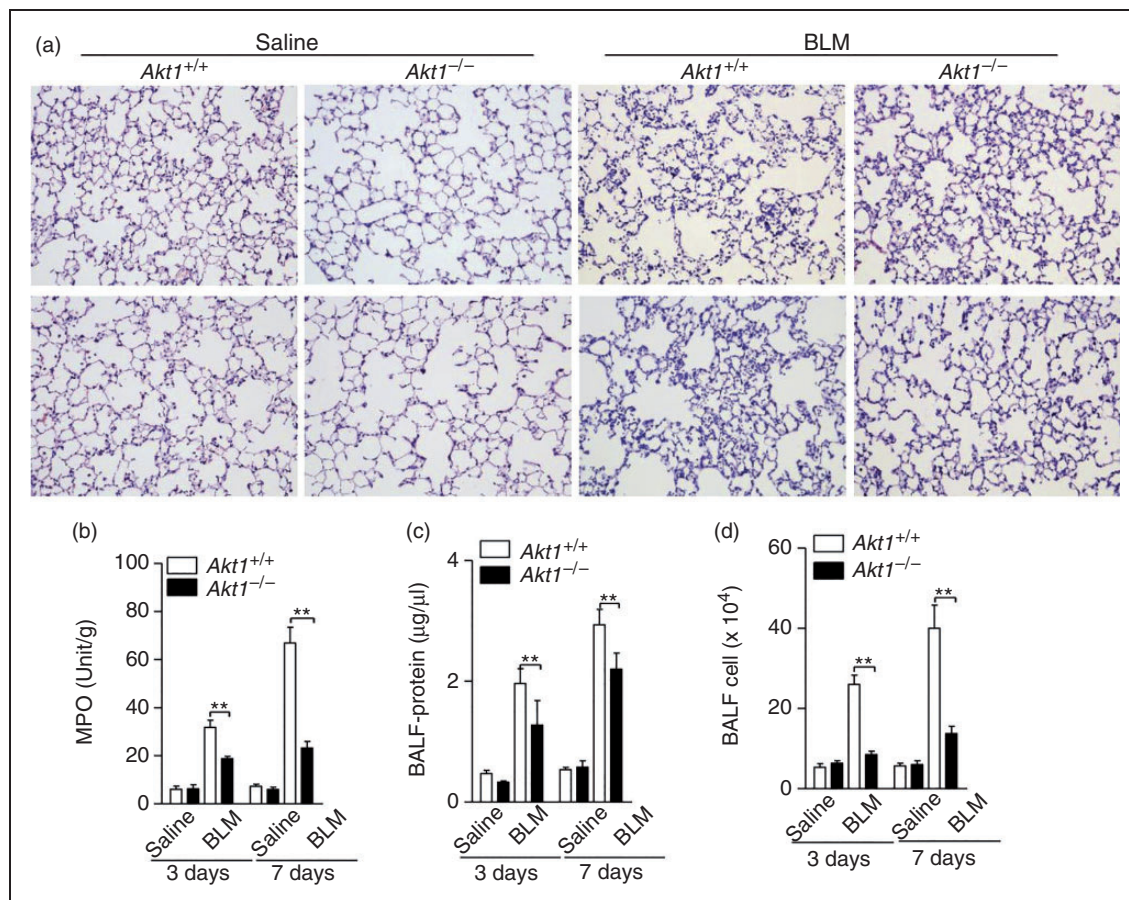 (a)
Saline
BLM
Akt1+/+
Akt1−/−
Akt1+/+
Akt1−/−
(b)
100
80
60
40
20
0
MPO (Unit/g)
Akt1+/+
Akt1−/−
**
**
Saline
BLM
Saline
BLM
3 days
7 days
(c)
4
2
0
BALF-protein (µg/µl)
Akt1+/+
Akt1−/−
**
**
Saline
BLM
Saline
BLM
3 days
7 days
(d)
60
40
20
0
BALF cell (x 10⁴)
Akt1+/+
Akt1−/−
**
**
Saline
BLM
Saline
BLM
3 days
7 days